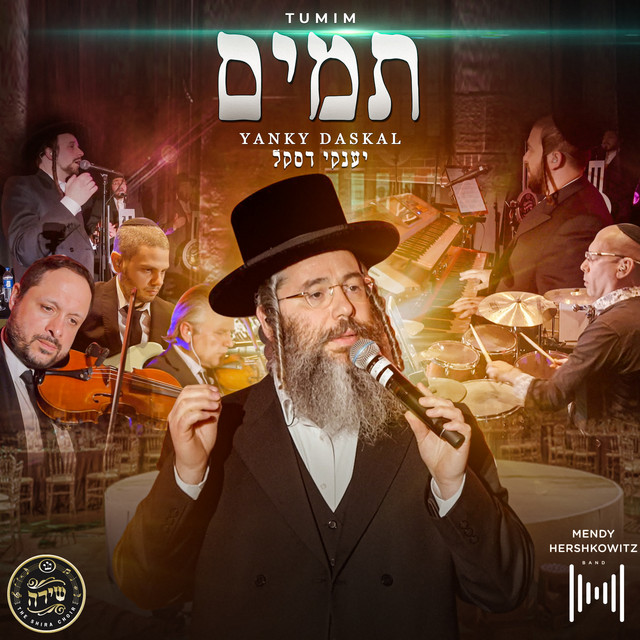 TUMIM
תמים
YANKY DASKAL
יענקי דסקל
MENDY
HERSHKOWITZ
BAND
שירה
THE SHIRA CHOIR